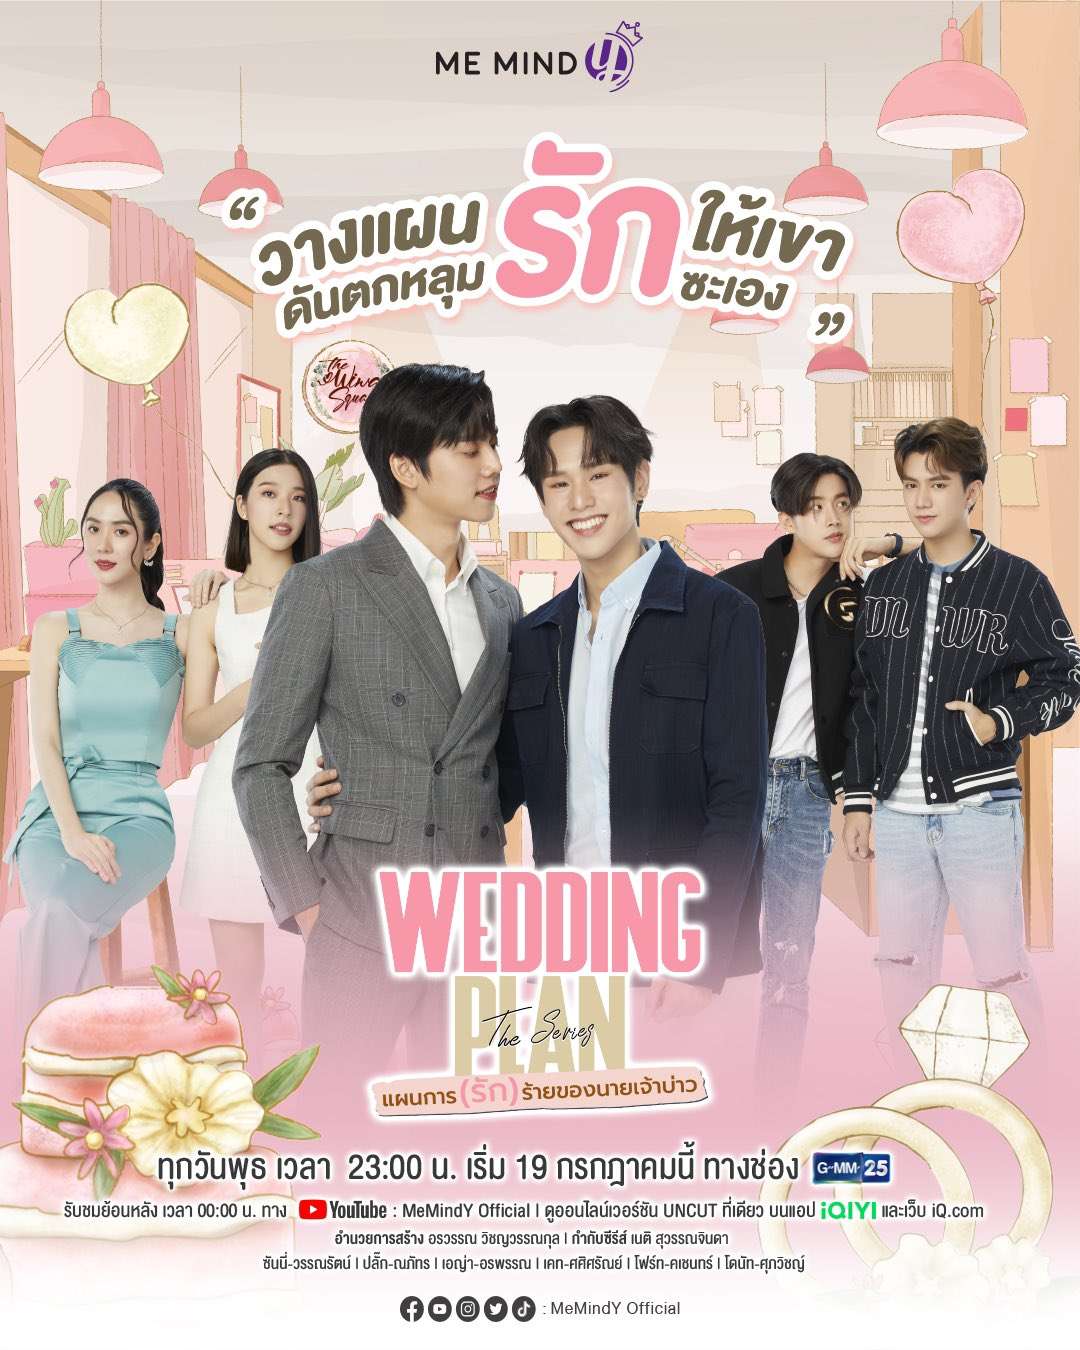 ME MIND y
“วางแผนรักให้เขา
ดันตกหลุมซะเอง”
The
Square
DN WR
WEDDING
PLAN
The Series
แผนการ(รัก)ร้ายของนายเจ้าบ่าว
ทุกวันพุธ เวลา 23:00 น. เริ่ม 19 กรกฎาคมนี้ ทางช่อง GMM 25
รับชมย้อนหลัง เวลา 00:00 น. ทาง YouTube : MeMindY Official | ดูออนไลน์เวอร์ชัน UNCUT ที่เดียว บนแอป iQIYI และเว็บ iQ.com
อำนวยการสร้าง อรวรรณ วิชญวรรณกุล | กำกับซีรีส์ เนติ สุวรรณจินดา
ซันนี่-วรรณรัตน์ | ปลั๊ก-ณภัทร | เอญ่า-อรพรรณ | เคท-ศศิศรัณย์ | โฟร์ท-คเชนทร์ | โดนัท-ศุภวิชญ์
: MeMindY Official